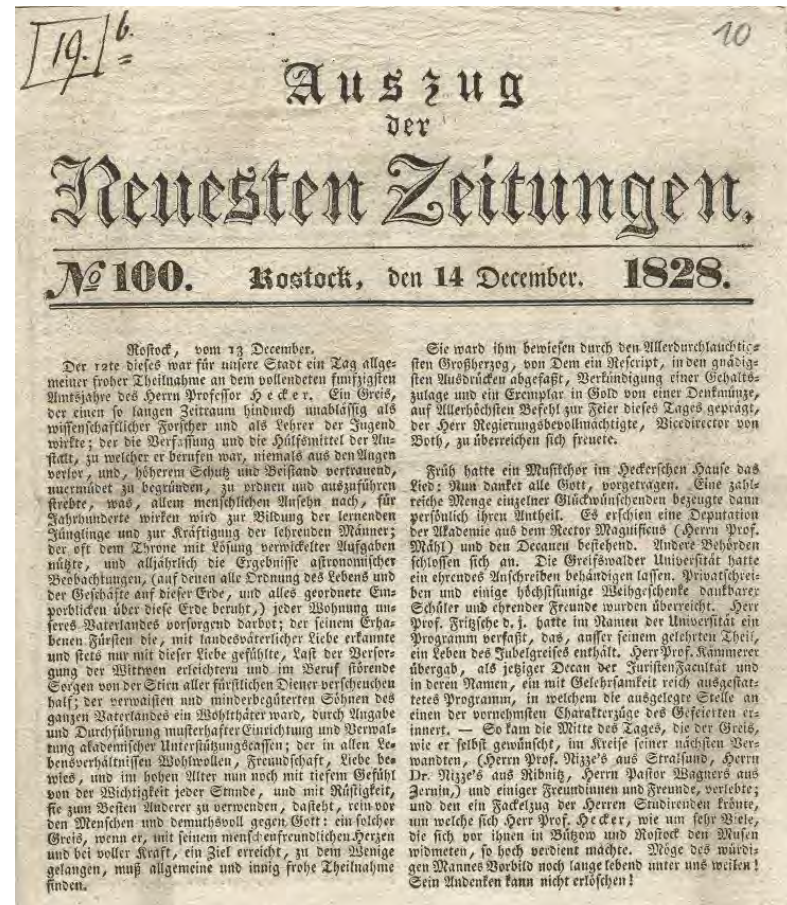 19. b.
10
Auszug
der
Neuesten Zeitungen.
No 100. Rostock, den 14 December. 1828.
Rostock, vom 13 December.
Der 12te dieses war für unsere Stadt ein Tag allge-
meiner froher Theilnahme an dem vollendeten funfzigsten
Amtsjahre des Herrn Professor Hecker. Ein Greis,
der einen so langen Zeitraum hindurch unablässig als
wissenschaftlicher Forscher und als Lehrer der Jugend
wirkte; der die Verfassung und die Hülfsmittel der An-
stalt, zu welcher er berufen war, niemals aus den Augen
verlor, und, höherem Schutz und Beistand vertrauend,
unermüdet zu begründen, zu ordnen und auszuführen
strebte, was, allem menschlichen Ansehn nach, für
Jahrhunderte wirken wird zur Bildung der lernenden
Jünglinge und zur Kräftigung der lehrenden Männer;
der oft dem Throne mit Lösung verwickelter Aufgaben
nützte, und alljährlich die Ergebnisse astronomischer
Beobachtungen, (auf denen alle Ordnung des Lebens und
der Geschäfte auf dieser Erde, und alles geordnete Em-
porblicken über diese Erde beruht,) jeder Wohnung un-
seres Vaterlandes vorsorgend darbot; der seinem Erha-
benen Fürsten die, mit landesväterlicher Liebe erkannte
und stets nur mit dieser Liebe gefühlte, Last der Versor-
gung der Wittwen erleichtern und im Beruf störende
Sorgen von der Stirn aller fürstlichen Diener verscheuchen
half; der verwaisten und minderbegüterten Söhnen des
ganzen Vaterlandes ein Wohlthäter ward, durch Angabe
und Durchführung musterhafter Einrichtung und Verwal-
tung akademischer Unterstützungscassen; der in allen Le-
bensverhältnissen Wohlwollen, Freundschaft, Liebe be-
wies, und im hohen Alter nun noch mit tiefem Gefühl
von der Wichtigkeit jeder Stunde, und mit Rüstigkeit,
sie zum Besten Anderer zu verwenden, dasteht, rein vor
den Menschen und demuthsvoll gegen Gott: ein solcher
Greis, wenn er, mit seinem menschenfreundlichen Herzen
und bei voller Kraft, ein Ziel erreicht, zu dem Wenige
gelangen, muß allgemeine und innig frohe Theilnahme
finden.
Sie ward ihm bewiesen durch den Allerdurchlauchtig-
sten Großherzog, von Dem ein Rescript, in den gnädig-
sten Ausdrücken abgefaßt, Verkündigung einer Gehalts-
zulage und ein Exemplar in Gold von einer Denkmünze,
auf Allerhöchsten Befehl zur Feier dieses Tages geprägt,
der Herr Regierungsbevollmächtigte, Vicedirector von
Both, zu überreichen sich freuete.
Früh hatte ein Musikchor im Heckerschen Hause das
Lied: Nun danket alle Gott, vorgetragen. Eine zahl-
reiche Menge einzelner Glückwünschenden bezeugte dann
persönlich ihren Antheil. Es erschien eine Deputation
der Akademie aus dem Rector Magnificus (Herrn Prof.
Mähl) und den Decanen bestehend. Andere Behörden
schlossen sich an. Die Greifswalder Universität hatte
ein ehrendes Anschreiben behändigen lassen. Privatschrei-
ben und einige höchstsinnige Weihgeschenke dankbarer
Schüler und ehrender Freunde wurden überreicht. Herr
Prof. Fritzsche d. j. hatte im Namen der Universität ein
Programm verfaßt, das, ausser seinem gelehrten Theil,
ein Leben des Jubelgreises enthält. Herr Prof. Kämmerer
übergab, als jetziger Decan der JuristenFacultät und
in deren Namen, ein mit Gelehrsamkeit reich ausgestat-
tetes Programm, in welchem die ausgelegte Stelle an
einen der vornehmsten Charakterzüge des Gefeierten er-
innert. — So kam die Mitte des Tages, die der Greis,
wie er selbst gewünscht, im Kreise seiner nächsten Ver-
wandten, (Herrn Prof. Nizze's aus Stralsund, Herrn
Dr. Nizze's aus Ribnitz, Herrn Pastor Wagners aus
Zernin,) und einiger Freundinnen und Freunde, verlebte;
und den ein Fackelzug der Herren Studirenden krönte,
um welche sich Herr Prof. Hecker, wie um sehr Viele,
die sich vor ihnen in Bützow und Rostock den Musen
widmeten, so hoch verdient machte. Möge des würdi-
gen Mannes Vorbild noch lange lebend unter uns weilen!
Sein Andenken kann nicht erlöschen!